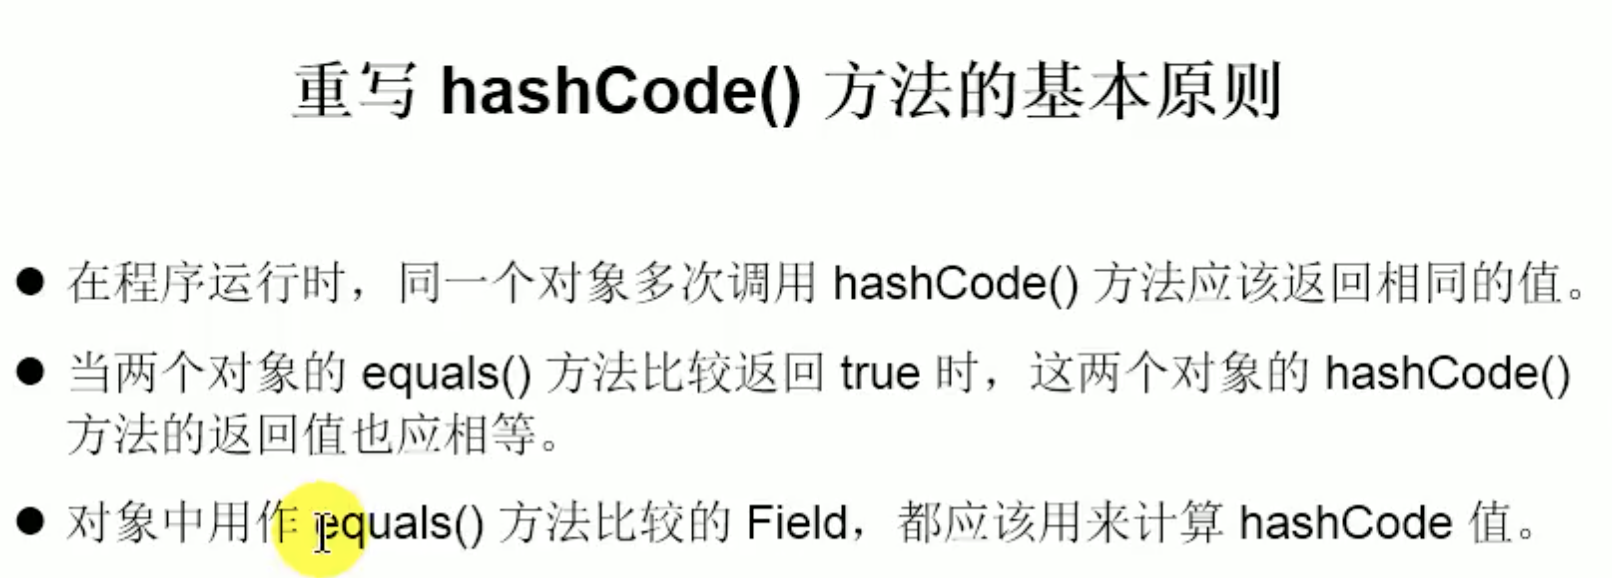 重写 hashCode() 方法的基本原则
● 在程序运行时，同一个对象多次调用 hashCode() 方法应该返回相同的值。
● 当两个对象的 equals() 方法比较返回 true 时，这两个对象的 hashCode()
方法的返回值也应相等。
● 对象中用作 equals() 方法比较的 Field，都应该用来计算 hashCode 值。